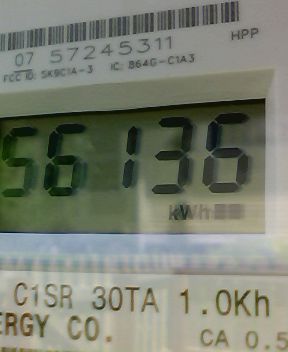 07 57245311
HPP
FCC ID: SK9C1A-3 IC: 864G-C1A3
56136
kWh
C1SR 30TA 1.0Kh
ERGY CO.
CA 0.5